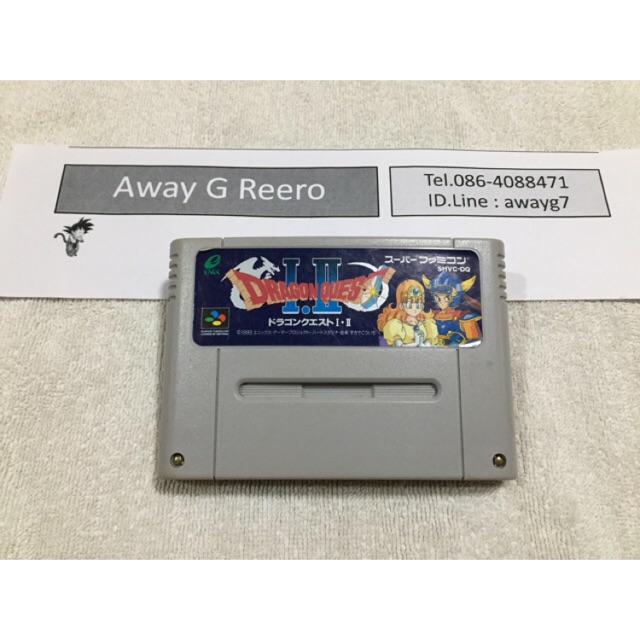 Away G Reero
Tel.086-4088471
ID.Line : awayg7
ENIX
スーパーファミコン
SHVC-DQ
I・II
DRAGON QUEST
ドラゴンクエストI・II